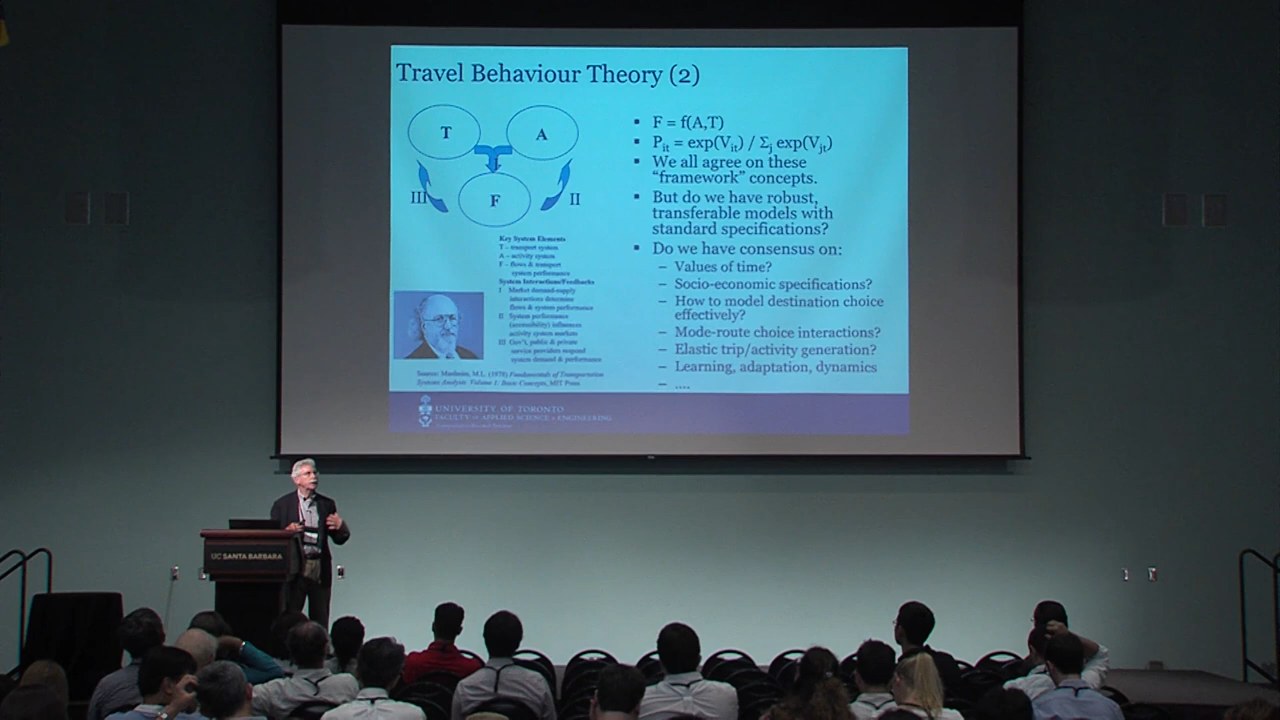 Travel Behaviour Theory (2)
T
A
III
F
II
Key System Elements
T – transport system
A – activity system
F – flows & transport
system performance
System Interactions/Feedbacks
I Market demand-supply
interactions determine
flows & system performance
II System performance
(accessibility) influences
activity system markets
III Gov't, public & private
service providers respond
system demand & performance
Source: Manheim, M.L. (1979) Fundamentals of Transportation
Systems Analysis Volume 1: Basic Concepts, MIT Press
▪ F = f(A,T)
▪ Pit = exp(Vit) / Σj exp(Vjt)
▪ We all agree on these
"framework" concepts.
▪ But do we have robust,
transferable models with
standard specifications?
▪ Do we have consensus on:
– Values of time?
– Socio-economic specifications?
– How to model destination choice
effectively?
– Mode-route choice interactions?
– Elastic trip/activity generation?
– Learning, adaptation, dynamics
– ....
UNIVERSITY OF TORONTO
FACULTY OF APPLIED SCIENCE & ENGINEERING
UC SANTA BARBARA